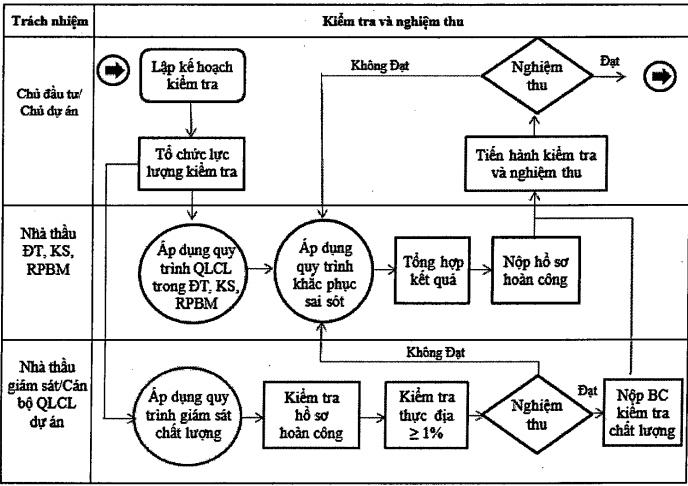 Trách nhiệm
Kiểm tra và nghiệm thu
Chủ đầu tư/
Chủ dự án
Lập kế hoạch
kiểm tra
Không Đạt
Nghiệm
thu
Đạt
Tổ chức lực
lượng kiểm tra
Tiến hành kiểm tra
và nghiệm thu
Nhà thầu
ĐT, KS,
RPBM
Áp dụng quy
trình QLCL
trong ĐT, KS,
RPBM
Áp dụng
quy trình
khắc phục
sai sót
Tổng hợp
kết quả
Nộp hồ sơ
hoàn công
Nhà thầu
giám sát/Cán
bộ QLCL
dự án
Không Đạt
Áp dụng quy
trình giám sát
chất lượng
Kiểm tra
hồ sơ
hoàn công
Kiểm tra
thực địa
≥ 1%
Nghiệm
thu
Đạt
Nộp BC
kiểm tra
chất lượng